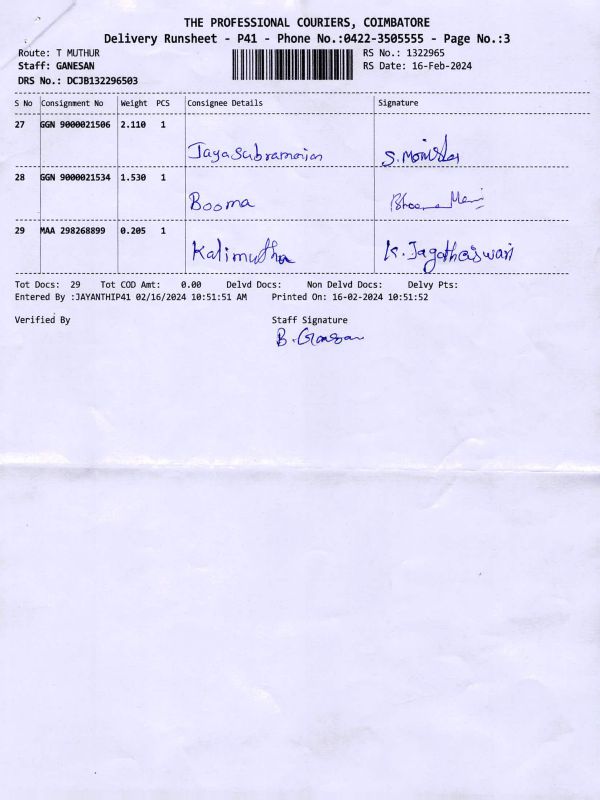 THE PROFESSIONAL COURIERS, COIMBATORE
Delivery Runsheet - P41 - Phone No.:0422-3505555 - Page No.:3
Route: T MUTHUR RS No.: 1322965
Staff: GANESAN RS Date: 16-Feb-2024
DRS No.: DCJB132296503
S No Consignment No Weight PCS Consignee Details Signature
27 GGN 9000021506 2.110 1
Jayasubramanian S.
28 GGN 9000021534 1.530 1
Booma
29 MAA 298268899 0.205 1
Kalimuthu K. Jagatheswari
Tot Docs: 29 Tot COD Amt: 0.00 Delvd Docs: Non Delvd Docs: Delvy Pts:
Entered By :JAYANTHIP41 02/16/2024 10:51:51 AM Printed On: 16-02-2024 10:51:52
Verified By Staff Signature
B. Ganesan